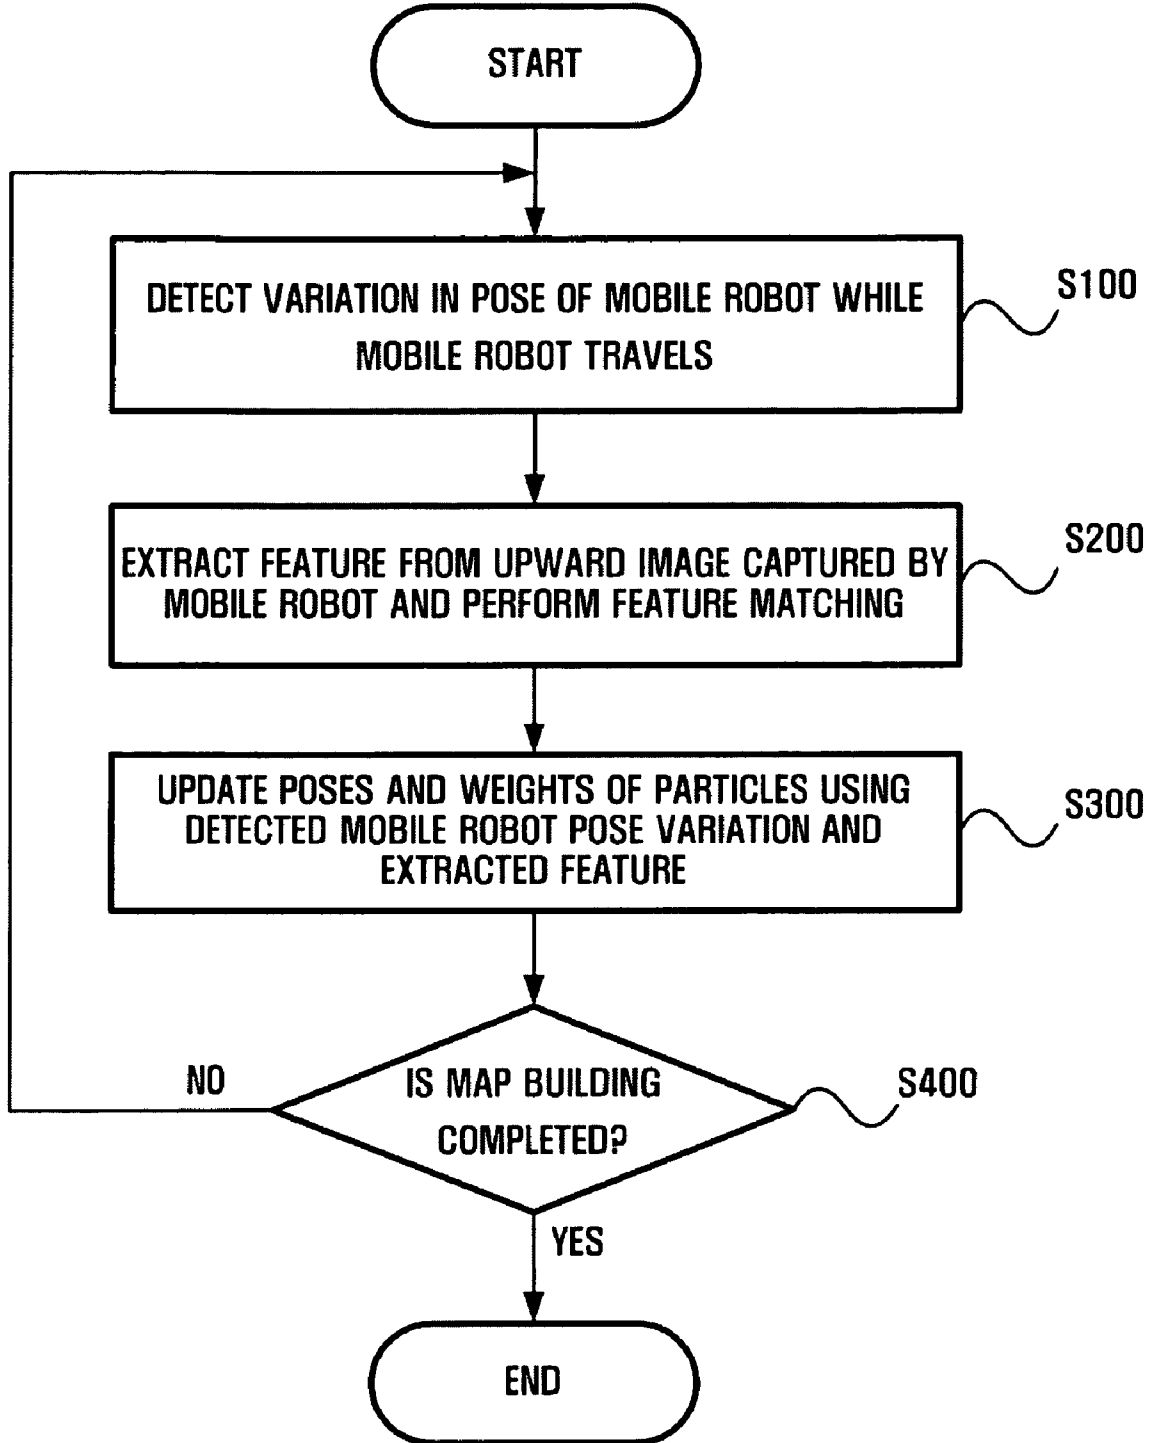 START
DETECT VARIATION IN POSE OF MOBILE ROBOT WHILE
MOBILE ROBOT TRAVELS
S100
EXTRACT FEATURE FROM UPWARD IMAGE CAPTURED BY
MOBILE ROBOT AND PERFORM FEATURE MATCHING
S200
UPDATE POSES AND WEIGHTS OF PARTICLES USING
DETECTED MOBILE ROBOT POSE VARIATION AND
EXTRACTED FEATURE
S300
NO
IS MAP BUILDING
COMPLETED?
S400
YES
END